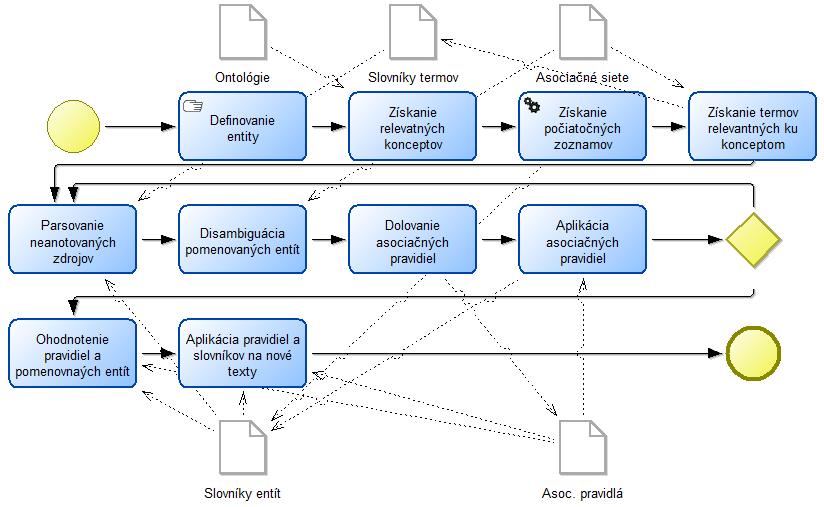 Ontológie
Slovníky termov
Asociačné siete
Definovanie
entity
Získanie
relevatných
konceptov
Získanie
počiatočných
zoznamov
Získanie termov
relevantných ku
konceptom
Parsovanie
neanotovaných
zdrojov
Disambiguácia
pomenovaných entít
Dolovanie
asociačných
pravidiel
Aplikácia
asociačných
pravidiel
Ohodnotenie
pravidiel a
pomenovnaých entít
Aplikácia pravidiel a
slovníkov na nové
texty
Slovníky entít
Asoc. pravidlá